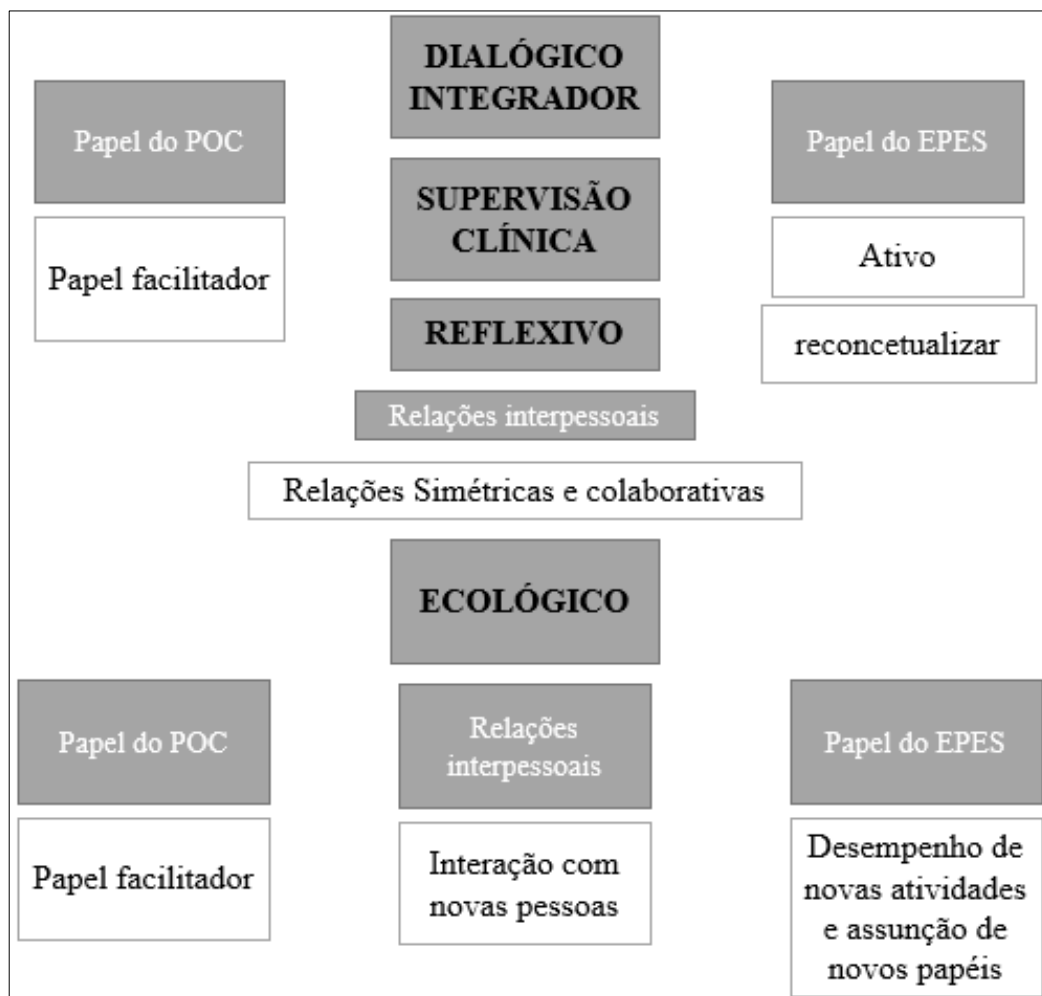 DIALÓGICO
INTEGRADOR
Papel do POC
Papel do EPES
SUPERVISÃO
CLÍNICA
Papel facilitador
Ativo
REFLEXIVO
reconcetualizar
Relações interpessoais
Relações Simétricas e colaborativas
ECOLÓGICO
Papel do POC
Relações
interpessoais
Papel do EPES
Papel facilitador
Interação com
novas pessoas
Desempenho de
novas atividades
e assunção de
novos papéis